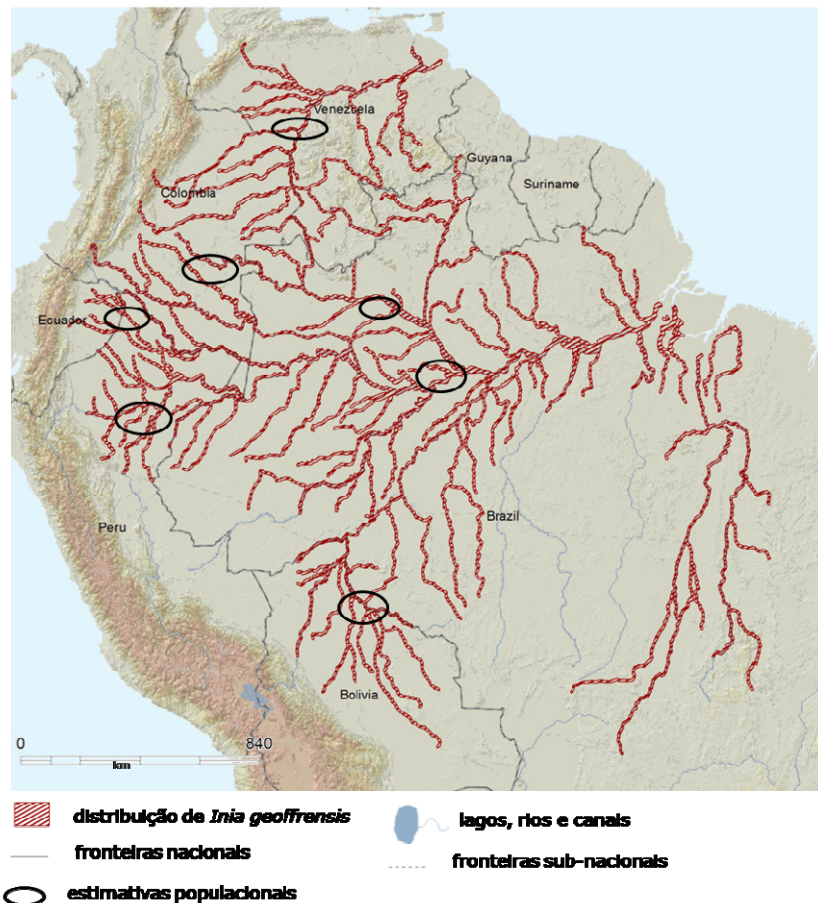 Venezuela
Guyana
Suriname
Colombia
Ecuador
Peru
Brazil
Bolivia
0 840
km
distribuição de Inia geoffrensis
lagos, rios e canais
fronteiras nacionais
fronteiras sub-nacionais
estimativas populacionais